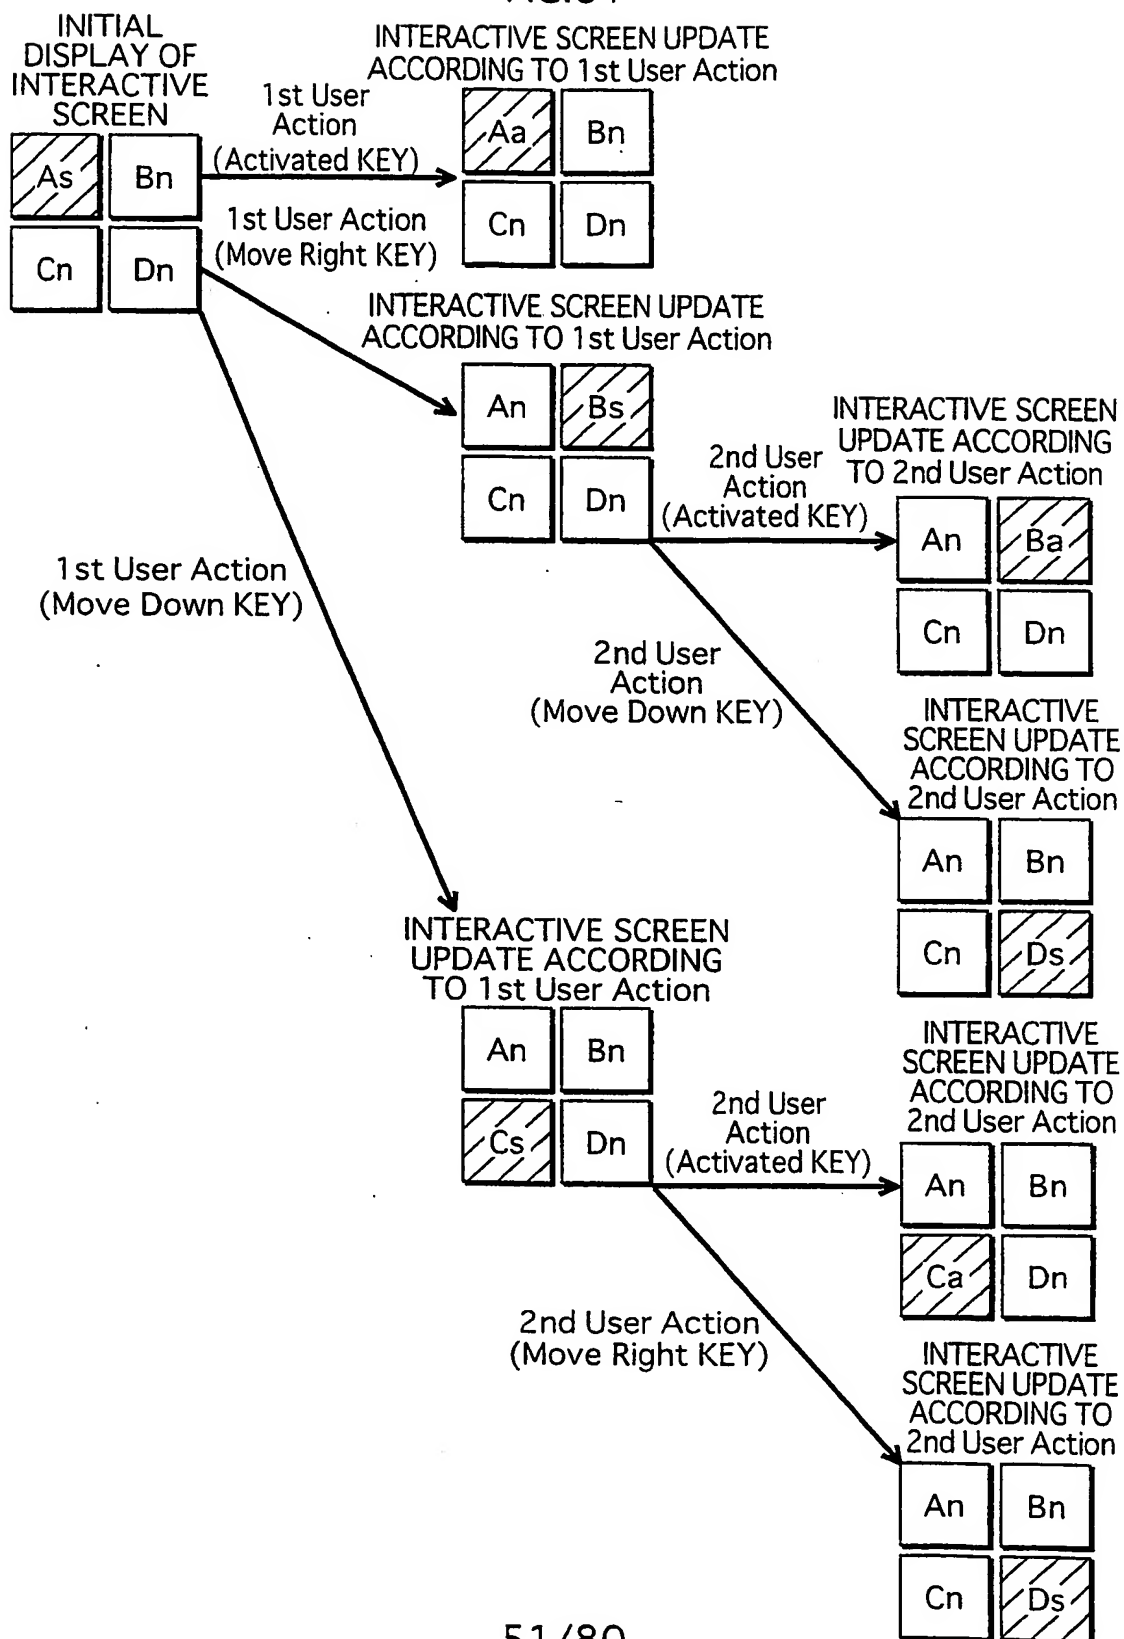 INITIAL
DISPLAY OF
INTERACTIVE
SCREEN
As Bn
Cn Dn
1st User
Action
(Activated KEY)
INTERACTIVE SCREEN UPDATE
ACCORDING TO 1st User Action
Aa Bn
Cn Dn
1st User Action
(Move Right KEY)
INTERACTIVE SCREEN UPDATE
ACCORDING TO 1st User Action
An Bs
Cn Dn
2nd User
Action
(Activated KEY)
INTERACTIVE SCREEN
UPDATE ACCORDING
TO 2nd User Action
An Ba
Cn Dn
2nd User
Action
(Move Down KEY)
INTERACTIVE
SCREEN UPDATE
ACCORDING TO
2nd User Action
An Bn
Cn Ds
1st User Action
(Move Down KEY)
INTERACTIVE SCREEN
UPDATE ACCORDING
TO 1st User Action
An Bn
Cs Dn
2nd User
Action
(Activated KEY)
INTERACTIVE
SCREEN UPDATE
ACCORDING TO
2nd User Action
An Bn
Ca Dn
2nd User Action
(Move Right KEY)
INTERACTIVE
SCREEN UPDATE
ACCORDING TO
2nd User Action
An Bn
Cn Ds
51/80